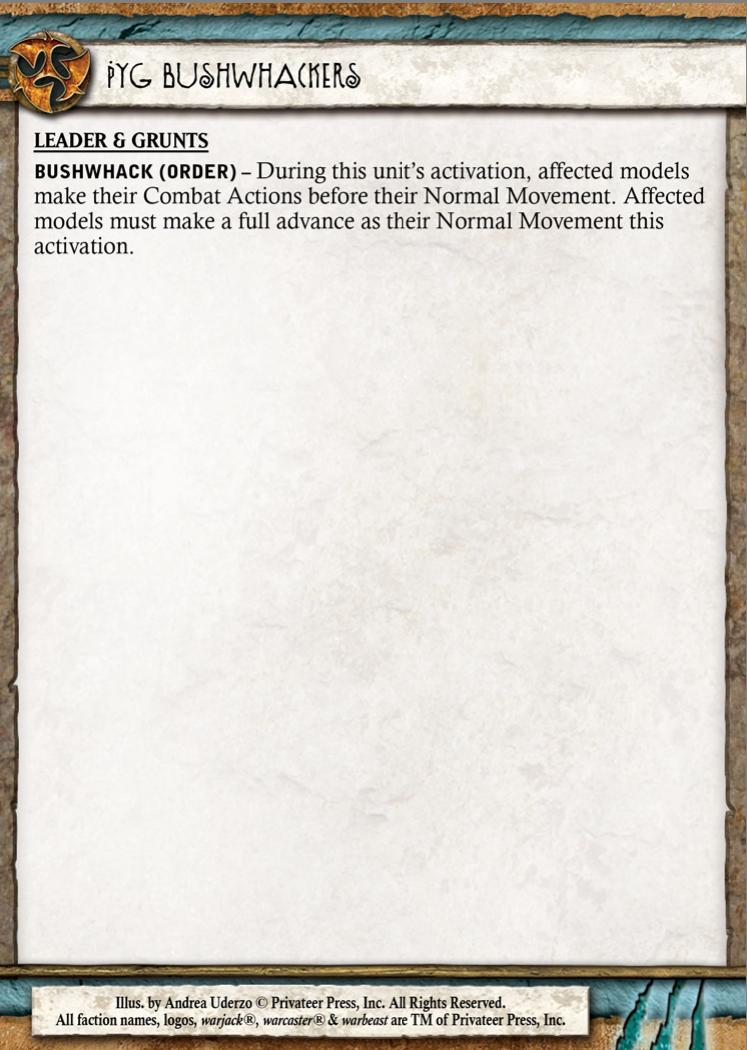 PYG BUSHWHACKERS
LEADER & GRUNTS
BUSHWHACK (ORDER) – During this unit's activation, affected models
make their Combat Actions before their Normal Movement. Affected
models must make a full advance as their Normal Movement this
activation.
Illus. by Andrea Uderzo © Privateer Press, Inc. All Rights Reserved.
All faction names, logos, warjack®, warcaster® & warbeast are TM of Privateer Press, Inc.